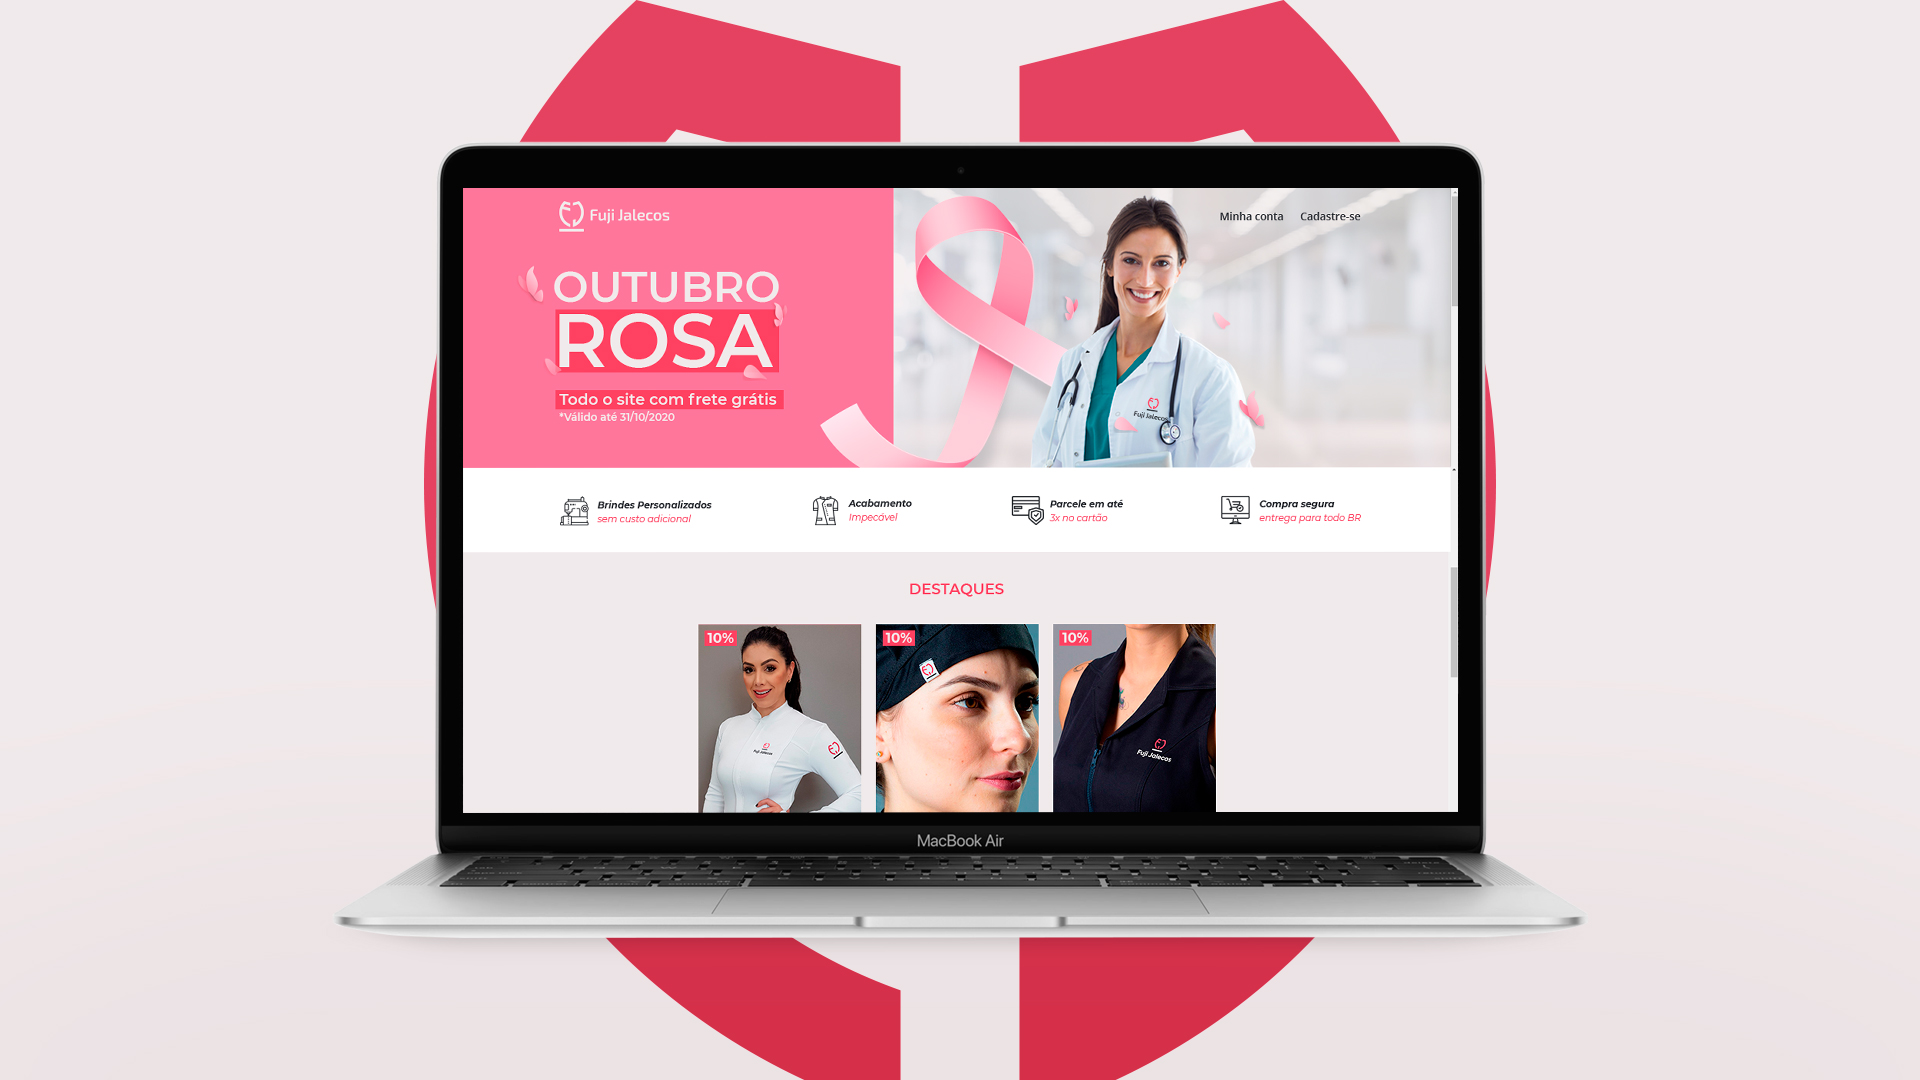 Fuji Jalecos
Minha conta Cadastre-se
OUTUBRO
ROSA
Todo o site com frete grátis
*Válido até 31/10/2020
Fuji Jalecos
Brindes Personalizados
sem custo adicional
Acabamento
Impecável
Parcele em até
3x no cartão
Compra segura
entrega para todo BR
DESTAQUES
10%
10%
10%
Fuji Jalecos
Fuji Jalecos
MacBook Air